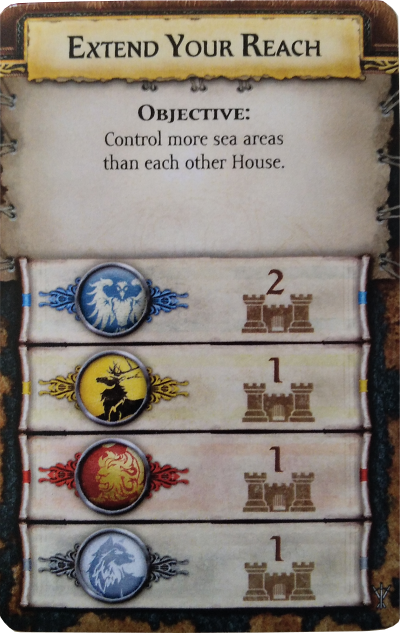 Extend Your Reach
Objective:
Control more sea areas
than each other House.
2
1
1
1